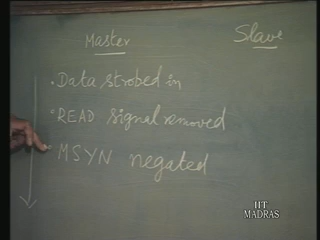 Master Slave
• Data strobed in
• READ signal removed
• MSYN negated
IIT
MADRAS